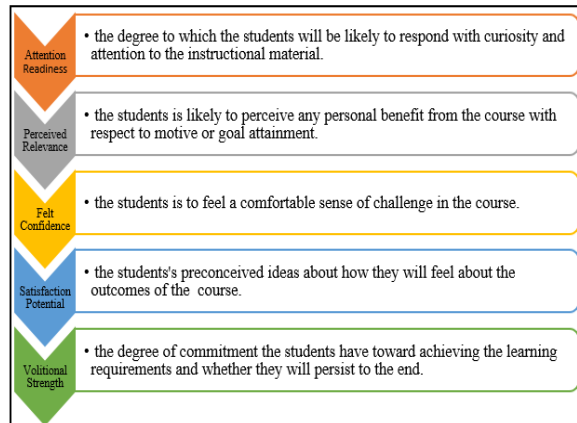 Attention
Readiness
• the degree to which the students will be likely to respond with curiosity and
attention to the instructional material.
Perceived
Relevance
• the students is likely to perceive any personal benefit from the course with
respect to motive or goal attainment.
Felt
Confidence
• the students is to feel a comfortable sense of challenge in the course.
Satisfaction
Potential
• the students's preconceived ideas about how they will feel about the
outcomes of the course.
Volitional
Strength
• the degree of commitment the students have toward achieving the learning
requirements and whether they will persist to the end.